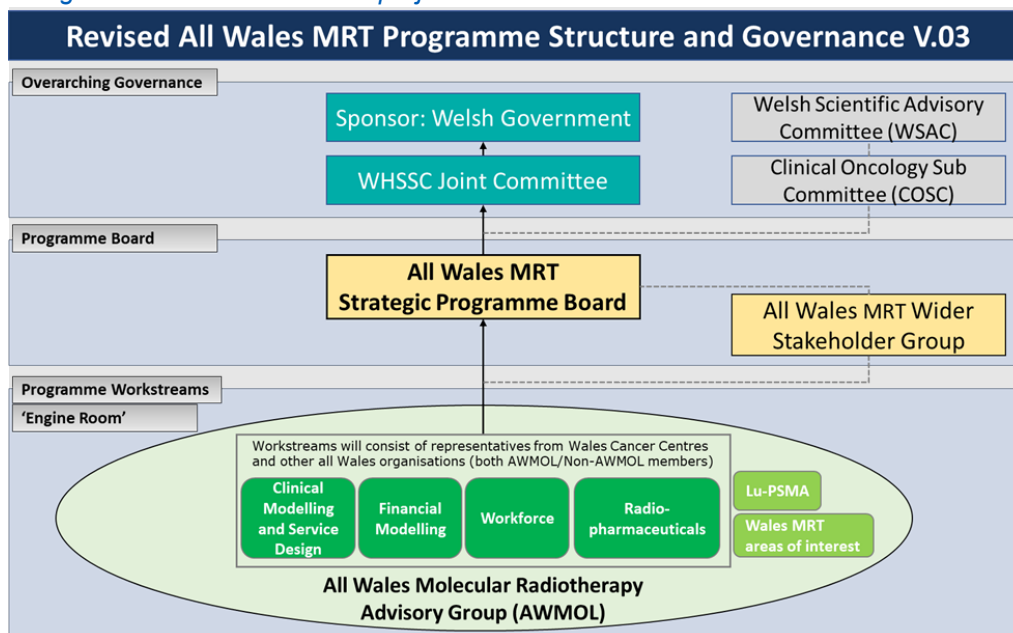 Revised All Wales MRT Programme Structure and Governance V.03
Overarching Governance
Sponsor: Welsh Government
WHSSC Joint Committee
Welsh Scientific Advisory
Committee (WSAC)
Clinical Oncology Sub
Committee (COSC)
Programme Board
All Wales MRT
Strategic Programme Board
All Wales MRT Wider
Stakeholder Group
Programme Workstreams
'Engine Room'
Workstreams will consist of representatives from Wales Cancer Centres
and other all Wales organisations (both AWMOL/Non-AWMOL members)
Clinical
Modelling
and Service
Design
Financial
Modelling
Workforce
Radio-
pharmaceuticals
Lu-PSMA
Wales MRT
areas of interest
All Wales Molecular Radiotherapy
Advisory Group (AWMOL)